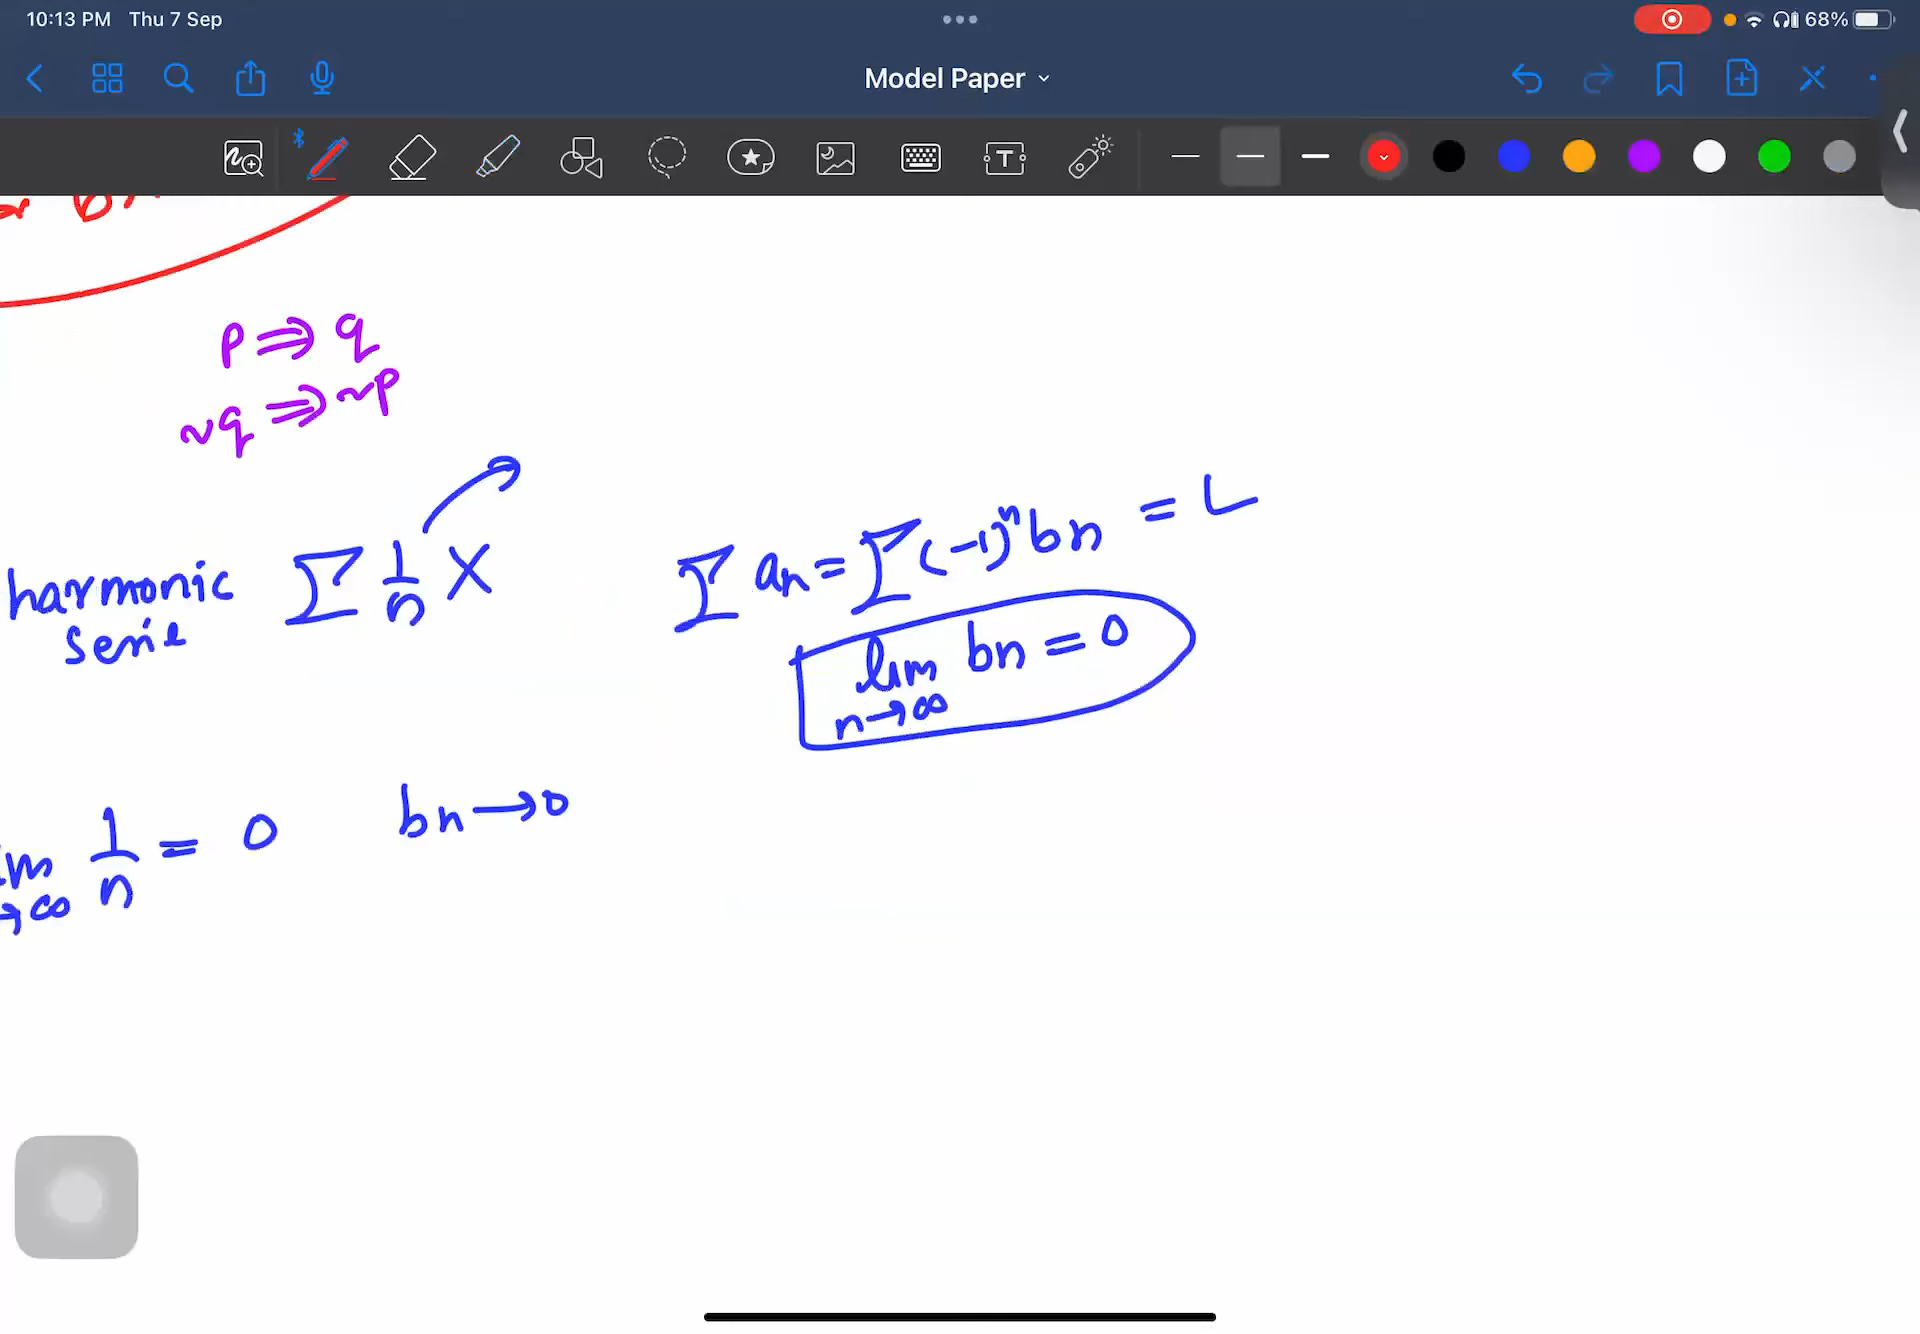 10:13 PM Thu 7 Sep
68%
Model Paper
p ⇒ q
~q ⇒ ~p
harmonic Σ 1/n X
serie
Σ an = Σ (-1)^n bn = L
lim bn = 0
n→∞
1/n = 0 bn → 0
→∞